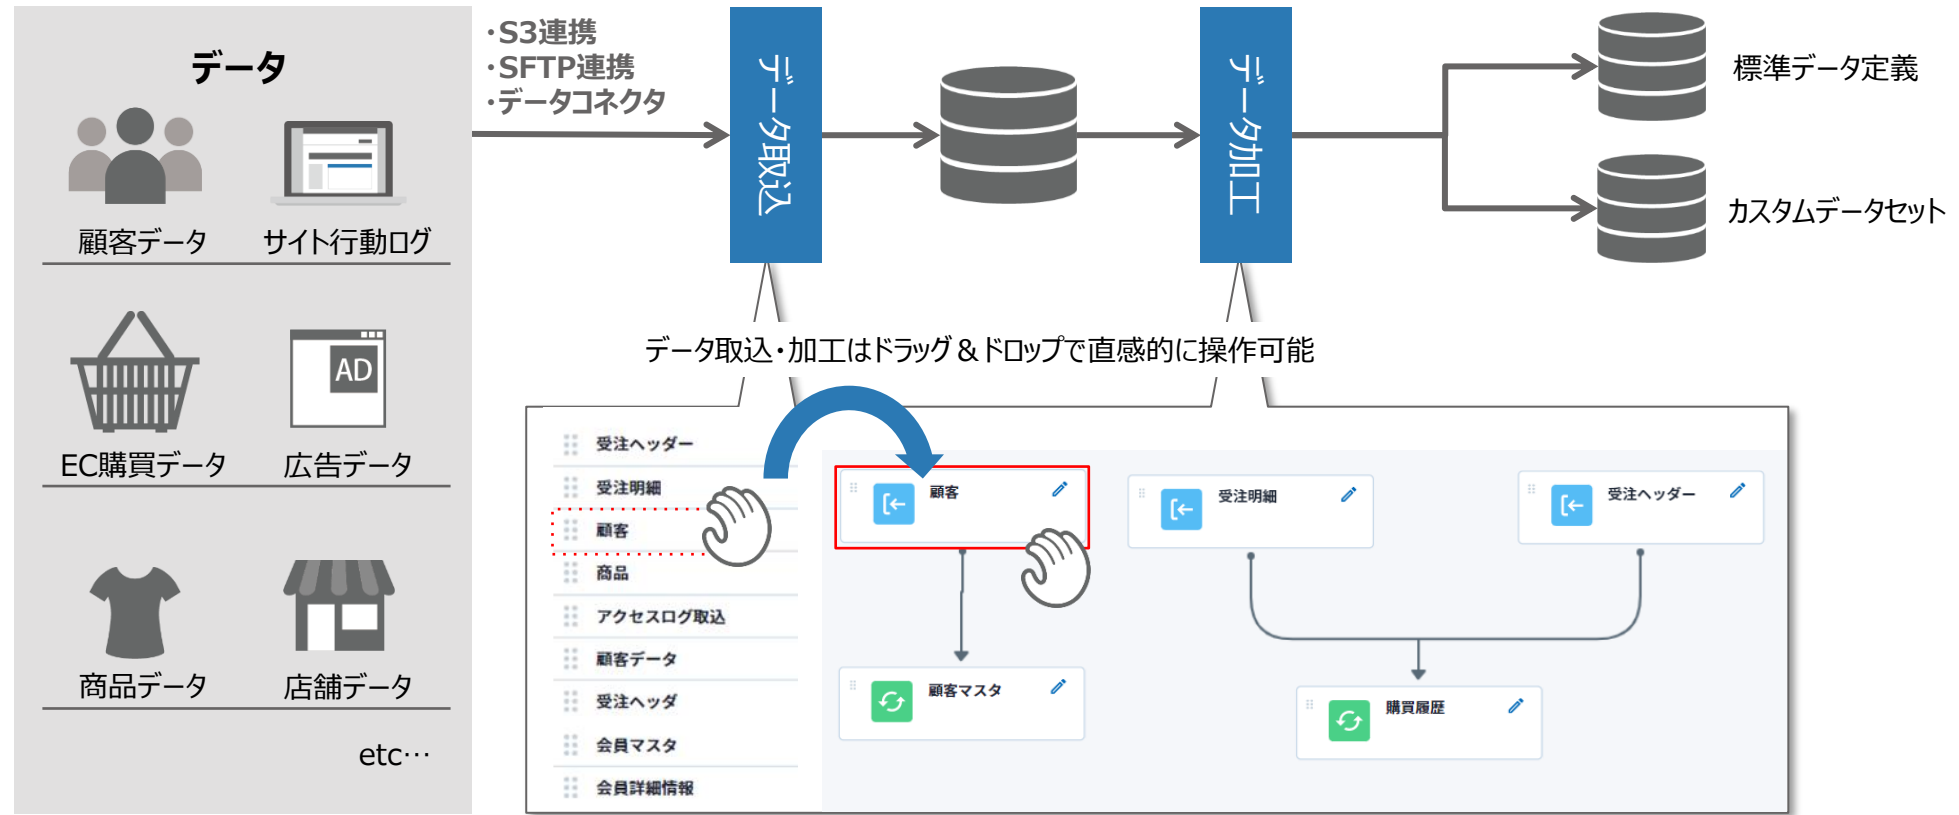 データ
顧客データ
サイト行動ログ
EC購買データ
AD
広告データ
商品データ
店舗データ
etc…
・S3連携
・SFTP連携
・データコネクタ
データ取込
データ加工
標準データ定義
カスタムデータセット
データ取込・加工はドラッグ＆ドロップで直感的に操作可能
受注ヘッダー
受注明細
顧客
商品
アクセスログ取込
顧客データ
受注ヘッダ
会員マスタ
会員詳細情報
顧客
受注明細
受注ヘッダー
顧客マスタ
購買履歴